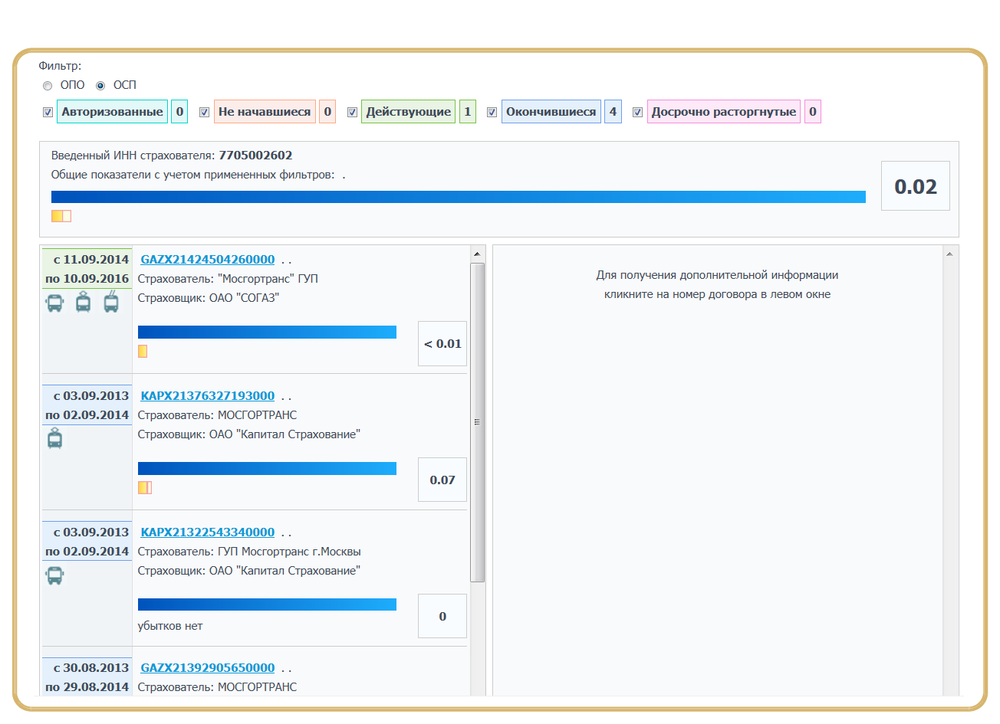 Фильтр:
ОПО ОСП
Авторизованные 0 Не начавшиеся 0 Действующие 1 Окончившиеся 4 Досрочно расторгнутые 0
Введенный ИНН страхователя: 7705002602
Общие показатели с учетом примененных фильтров: .
0.02
с 11.09.2014
по 10.09.2016
GAZX21424504260000 . .
Страхователь: "Мосгортранс" ГУП
Страховщик: ОАО "СОГАЗ"
< 0.01
с 03.09.2013
по 02.09.2014
KAPX21376327193000 . .
Страхователь: МОСГОРТРАНС
Страховщик: ОАО "Капитал Страхование"
0.07
с 03.09.2013
по 02.09.2014
KAPX21322543340000 . .
Страхователь: ГУП Мосгортранс г.Москвы
Страховщик: ОАО "Капитал Страхование"
0
убытков нет
с 30.08.2013
по 29.08.2014
GAZX21392905650000 . .
Страхователь: МОСГОРТРАНС
Для получения дополнительной информации
кликните на номер договора в левом окне